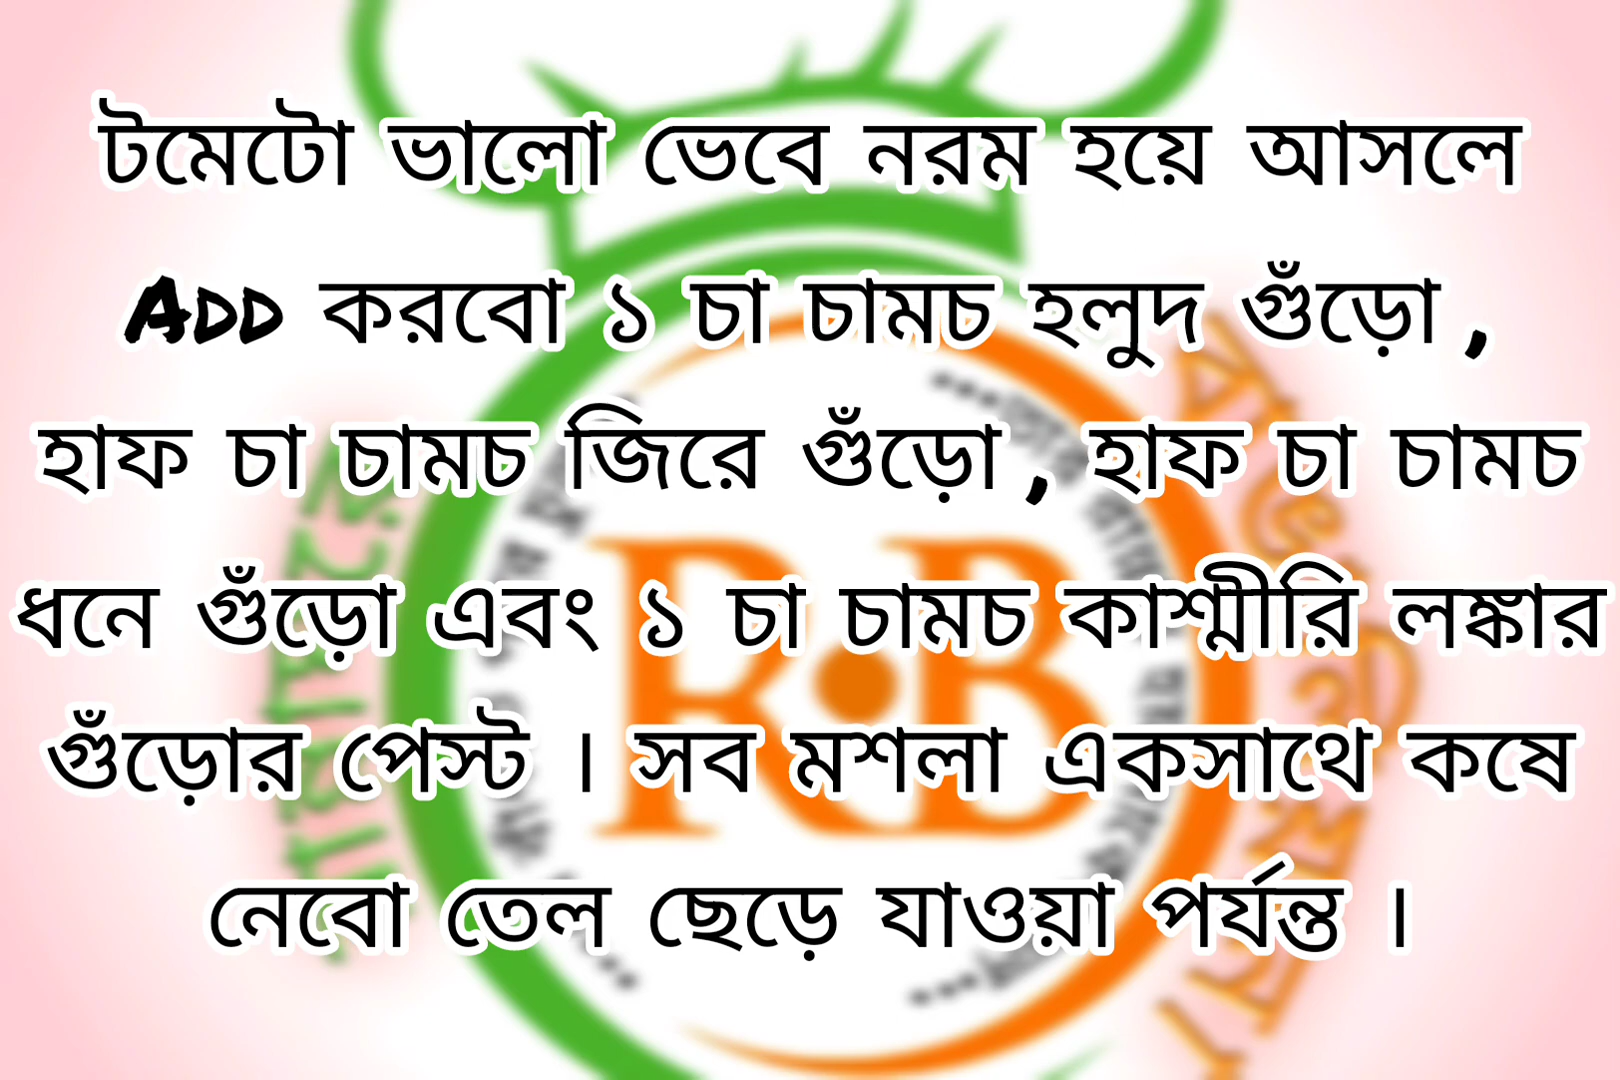 টমেটো ভালো ভেবে নরম হয়ে আসলে
ADD করবো ১ চা চামচ হলুদ গুঁড়ো ,
হাফ চা চামচ জিরে গুঁড়ো , হাফ চা চামচ
ধনে গুঁড়ো এবং ১ চা চামচ কাশ্মীরি লঙ্কার
গুঁড়োর পেস্ট । সব মশলা একসাথে কষে
নেবো তেল ছেড়ে যাওয়া পর্যন্ত ।
R.B